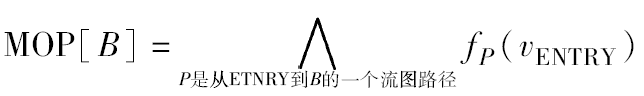 MOP[B] = ⋀ f_P(v_ENTRY)
P是从ETNRY到B的一个流图路径